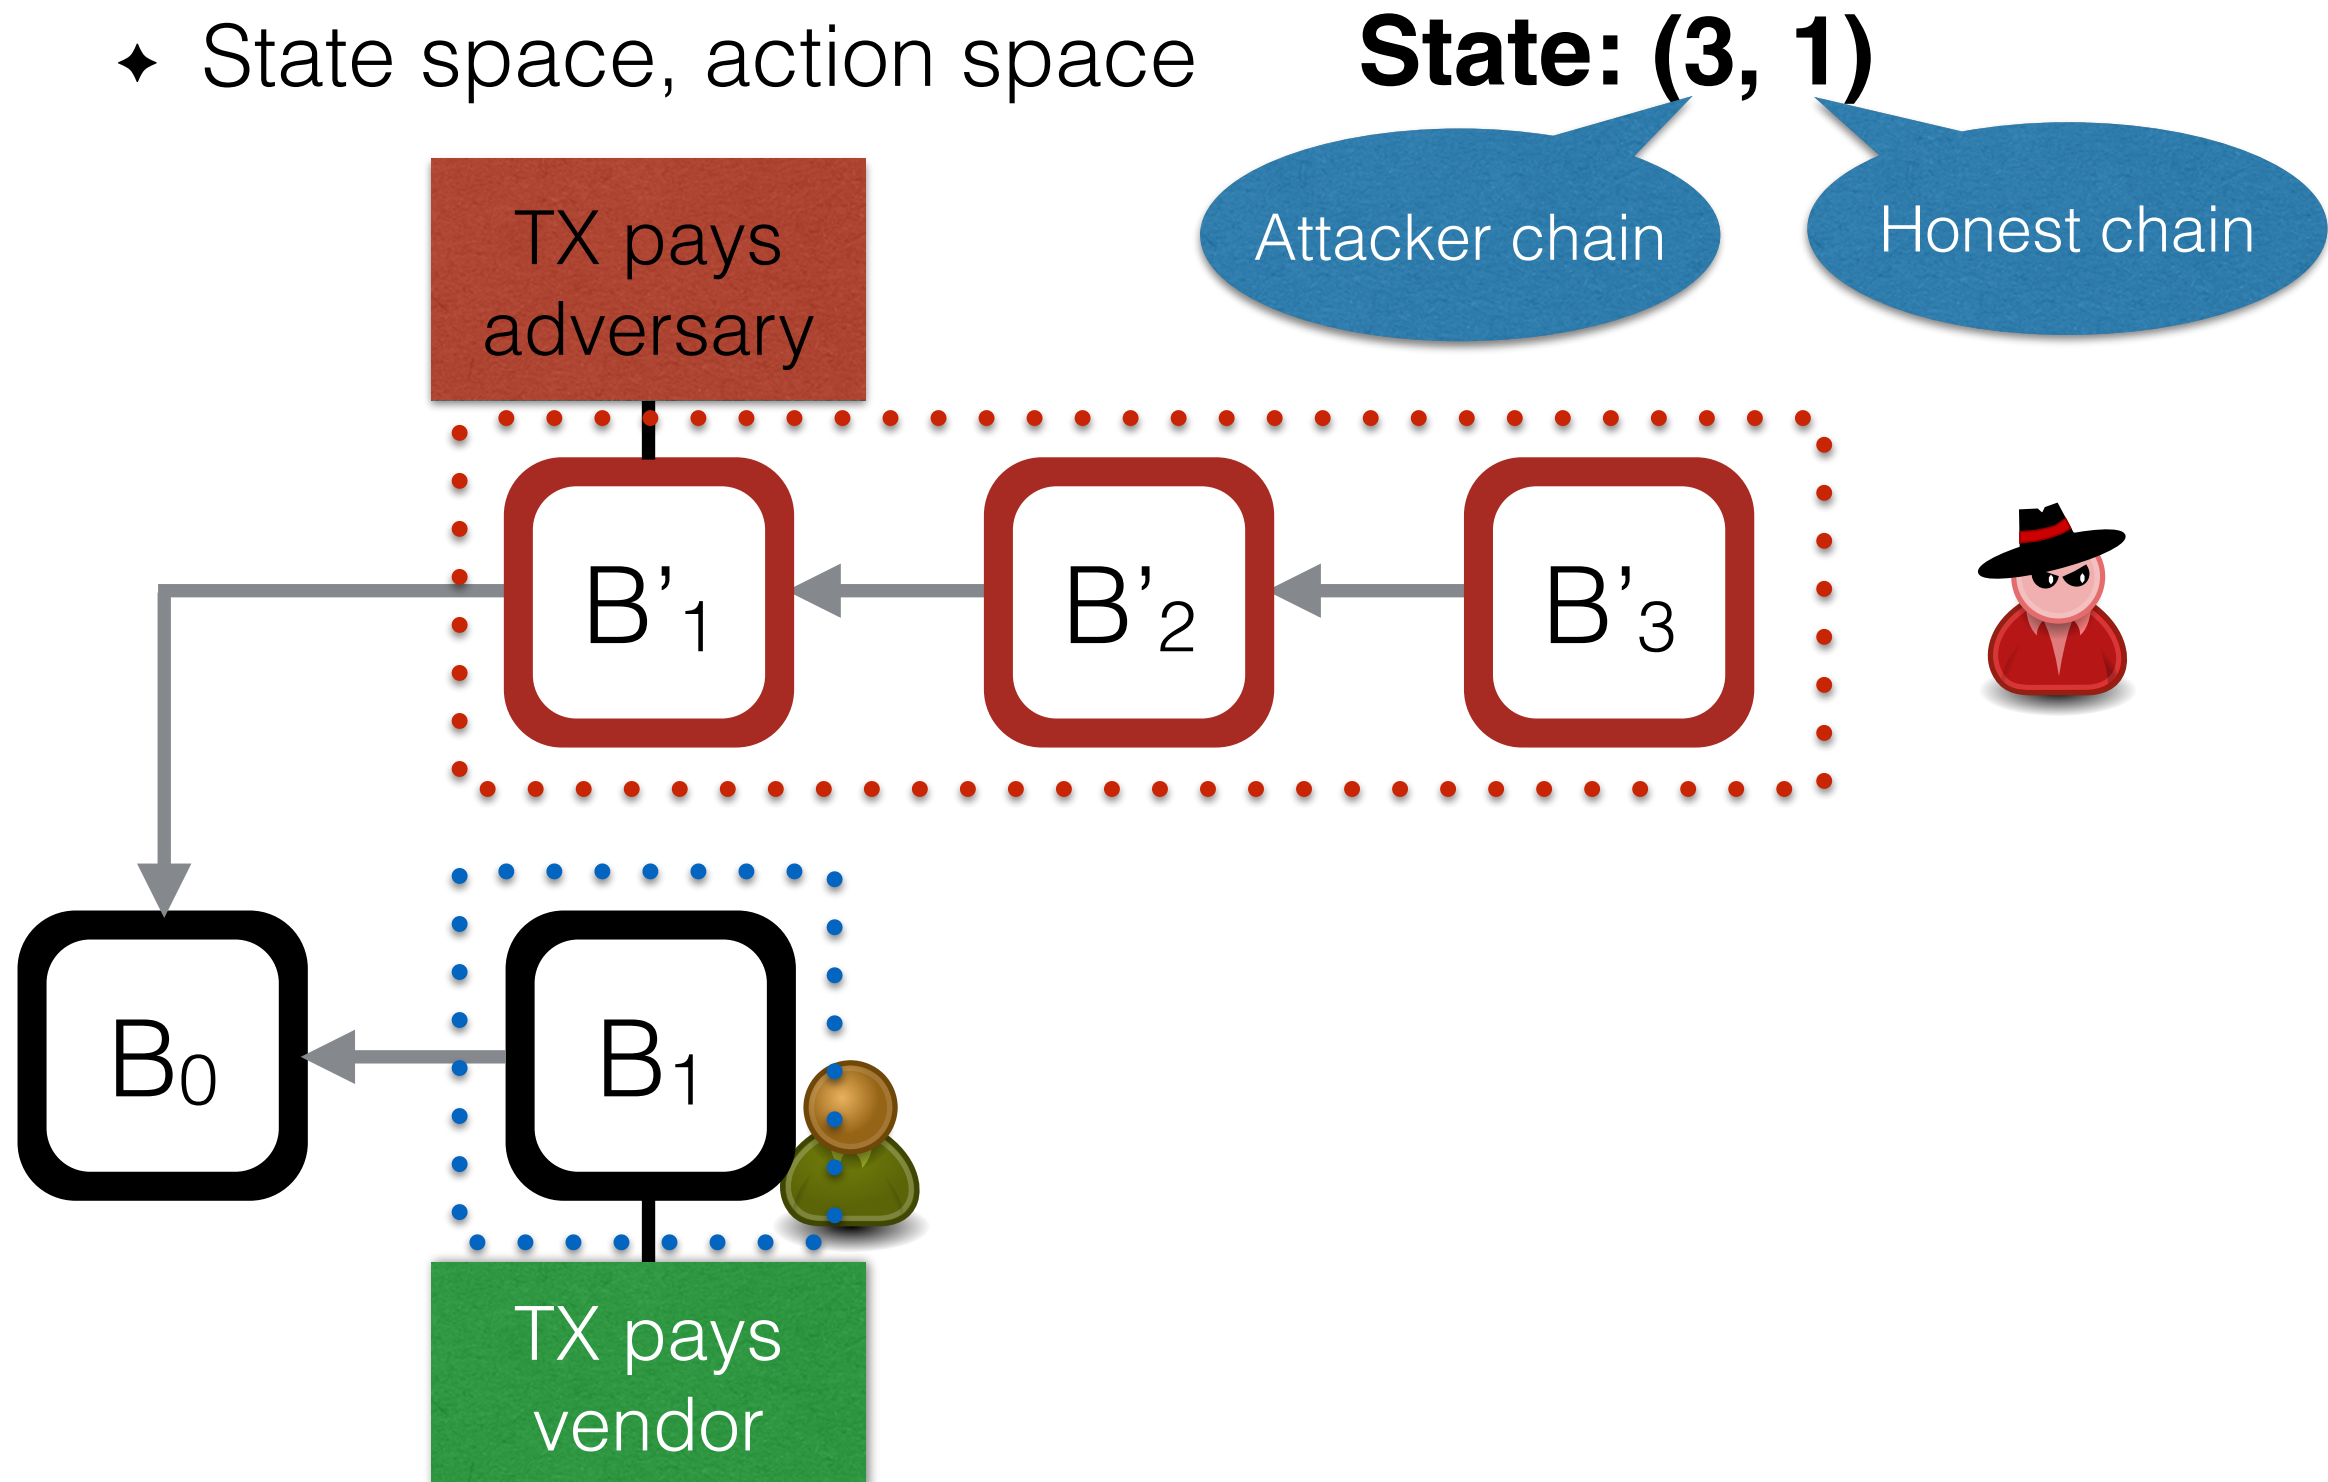 ✦ State space, action space
State: (3, 1)
Attacker chain
Honest chain
TX pays
adversary
B’1
B’2
B’3
B0
B1
TX pays
vendor